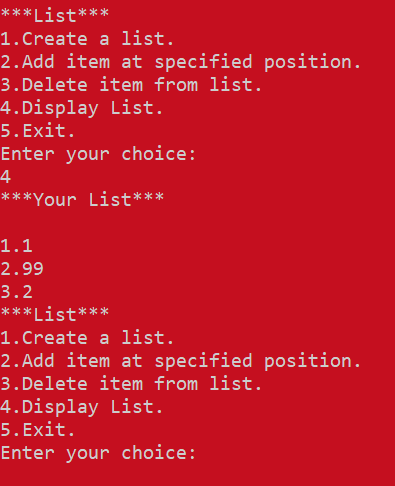 ***List***
1.Create a list.
2.Add item at specified position.
3.Delete item from list.
4.Display List.
5.Exit.
Enter your choice:
4
***Your List***
1.1
2.99
3.2
***List***
1.Create a list.
2.Add item at specified position.
3.Delete item from list.
4.Display List.
5.Exit.
Enter your choice: